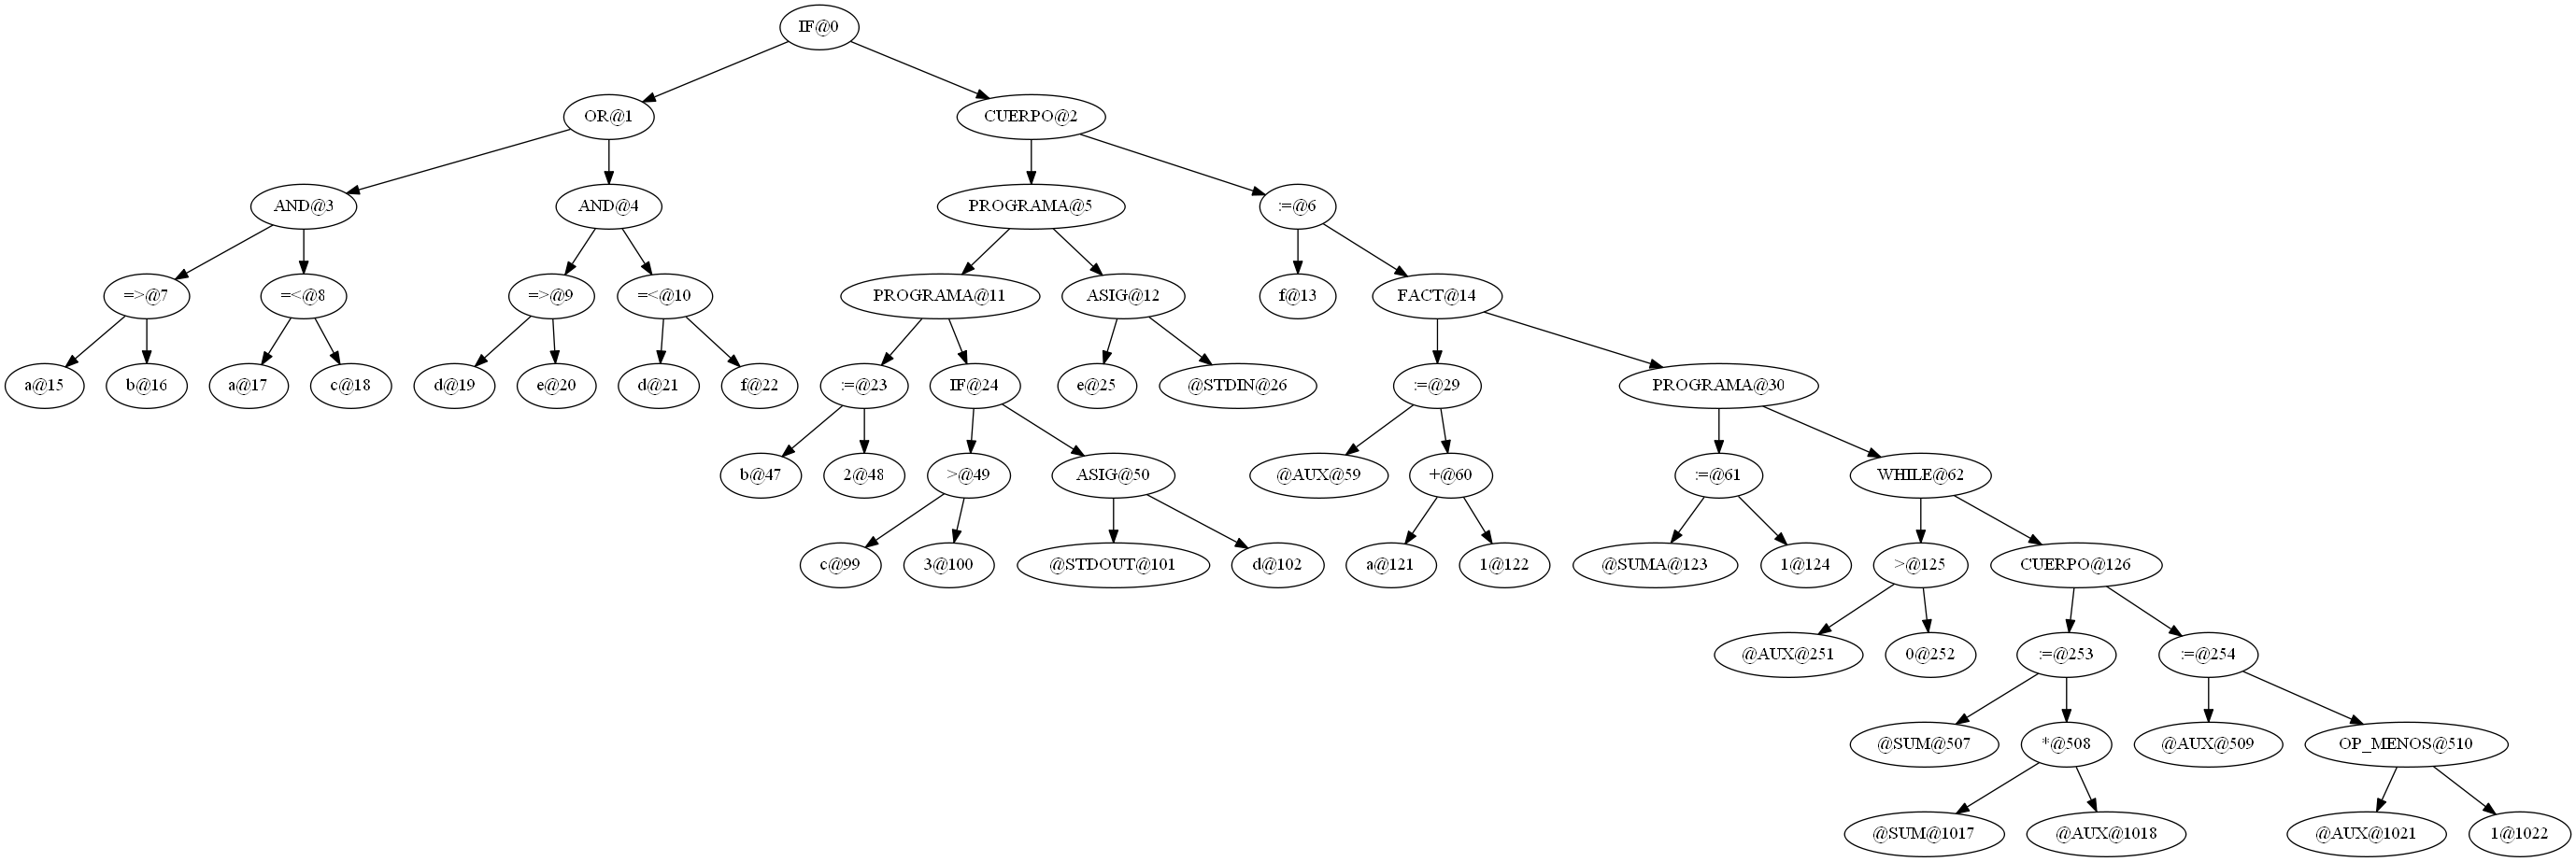 IF@0
OR@1
CUERPO@2
AND@3
AND@4
PROGRAMA@5
:=@6
=>@7
=<@8
=>@9
=<@10
PROGRAMA@11
ASIG@12
f@13
FACT@14
a@15
b@16
a@17
c@18
d@19
e@20
d@21
f@22
:=@23
IF@24
e@25
@STDIN@26
:=@29
PROGRAMA@30
b@47
2@48
>@49
ASIG@50
@AUX@59
+@60
:=@61
WHILE@62
c@99
3@100
@STDOUT@101
d@102
a@121
1@122
@SUMA@123
1@124
>@125
CUERPO@126
@AUX@251
0@252
:=@253
:=@254
@SUM@507
*@508
@AUX@509
OP_MENOS@510
@SUM@1017
@AUX@1018
@AUX@1021
1@1022